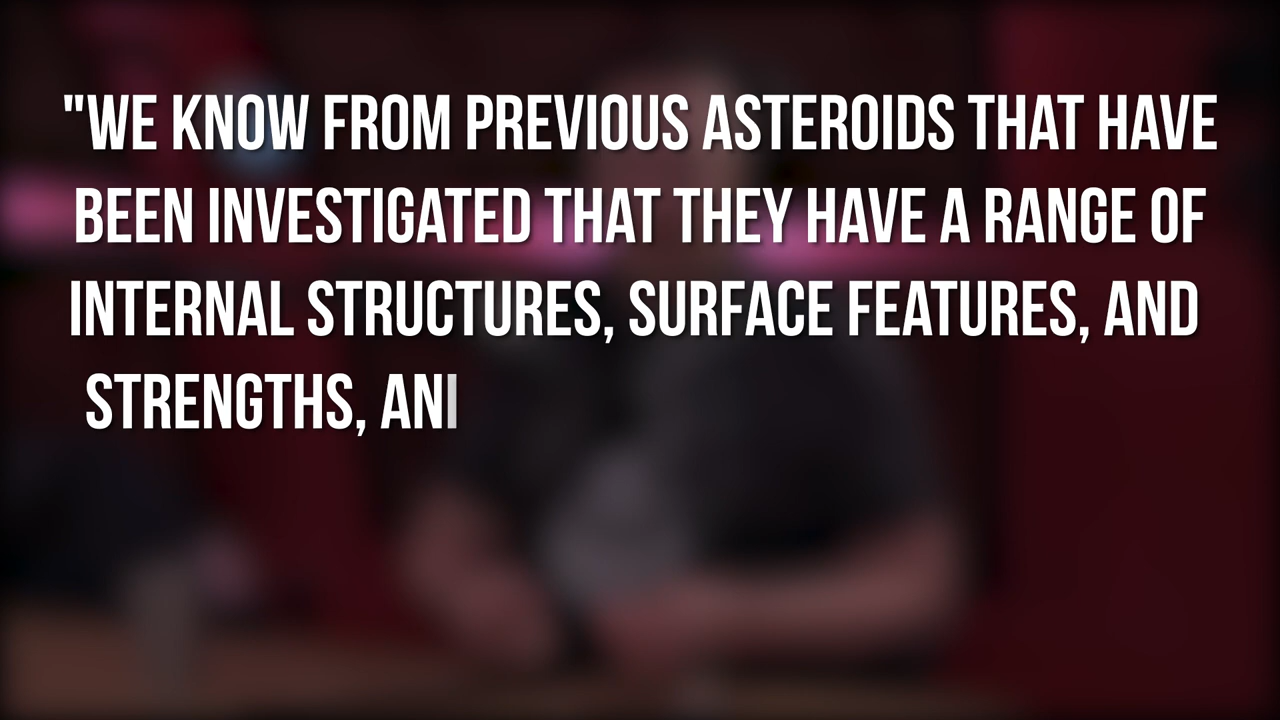 "WE KNOW FROM PREVIOUS ASTEROIDS THAT HAVE
BEEN INVESTIGATED THAT THEY HAVE A RANGE OF
INTERNAL STRUCTURES, SURFACE FEATURES, AND
STRENGTHS,